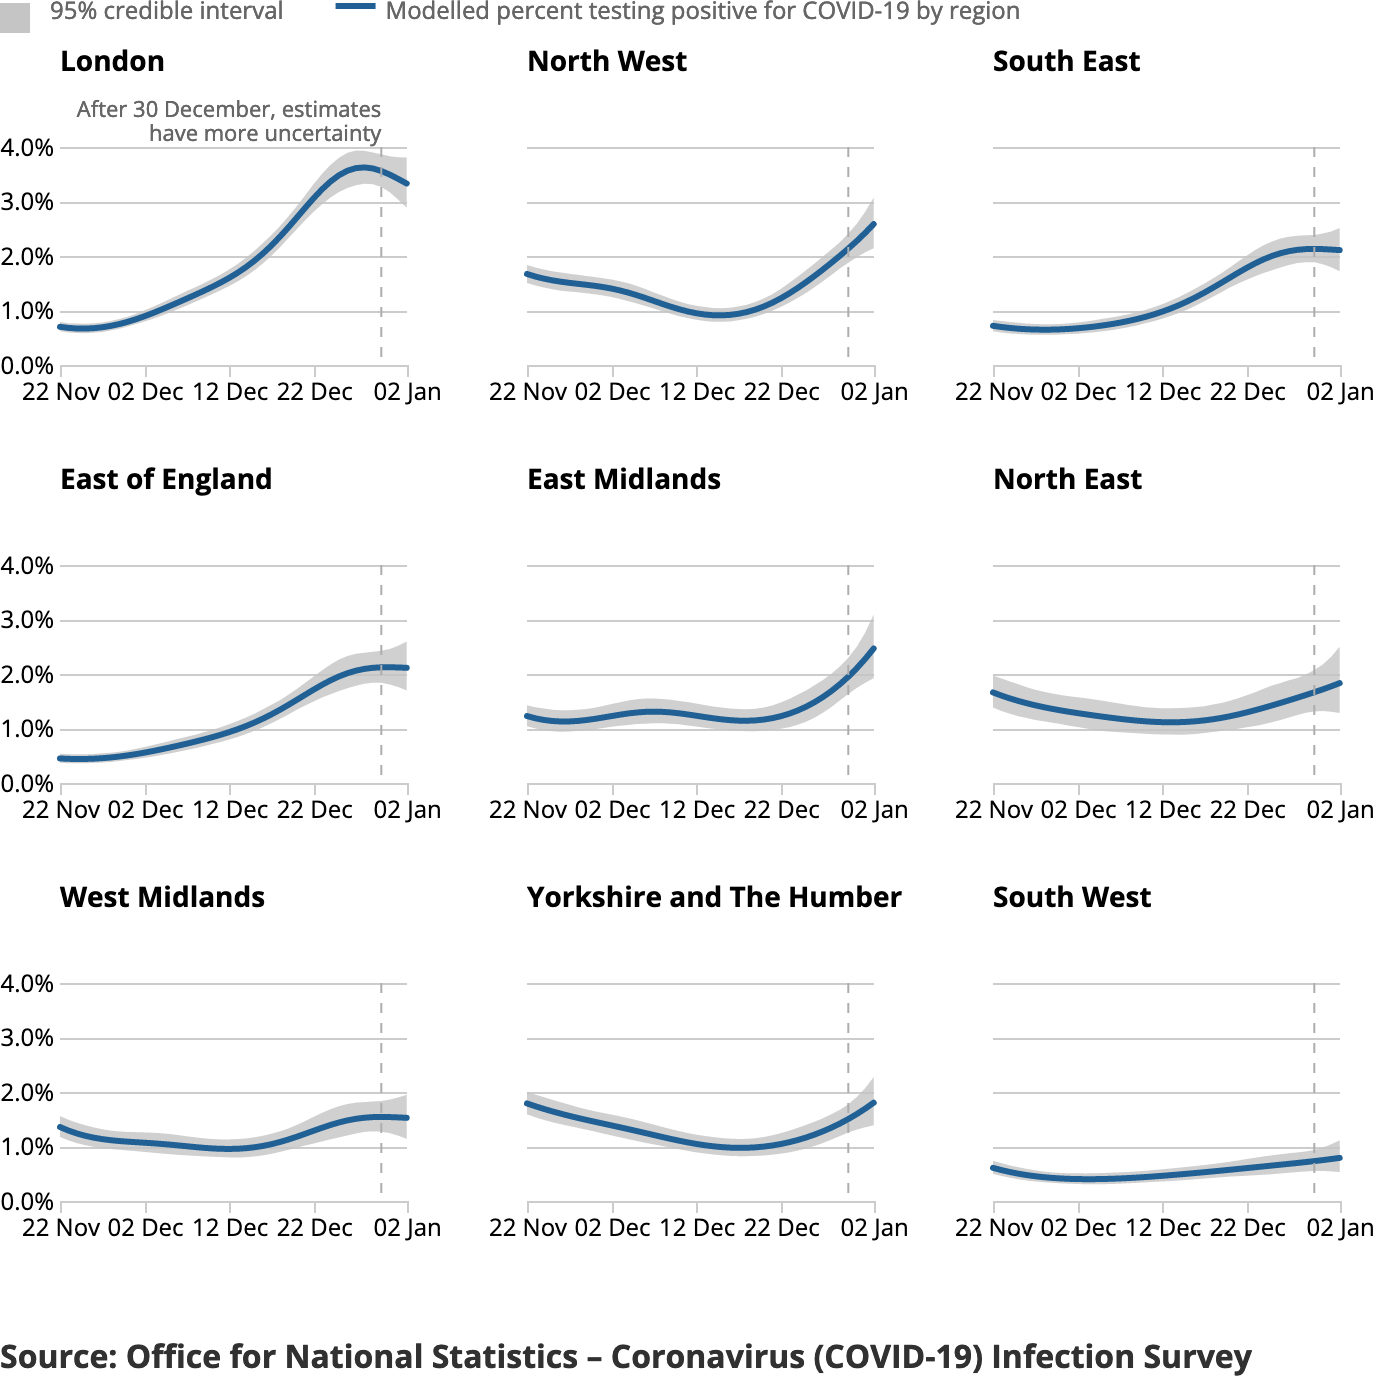 95% credible interval
Modelled percent testing positive for COVID-19 by region
London
North West
South East
After 30 December, estimates
have more uncertainty
4.0%
3.0%
2.0%
1.0%
0.0%
22 Nov 02 Dec 12 Dec 22 Dec 02 Jan
22 Nov 02 Dec 12 Dec 22 Dec 02 Jan
22 Nov 02 Dec 12 Dec 22 Dec 02 Jan
East of England
East Midlands
North East
4.0%
3.0%
2.0%
1.0%
0.0%
22 Nov 02 Dec 12 Dec 22 Dec 02 Jan
22 Nov 02 Dec 12 Dec 22 Dec 02 Jan
22 Nov 02 Dec 12 Dec 22 Dec 02 Jan
West Midlands
Yorkshire and The Humber
South West
4.0%
3.0%
2.0%
1.0%
0.0%
22 Nov 02 Dec 12 Dec 22 Dec 02 Jan
22 Nov 02 Dec 12 Dec 22 Dec 02 Jan
22 Nov 02 Dec 12 Dec 22 Dec 02 Jan
Source: Office for National Statistics – Coronavirus (COVID-19) Infection Survey